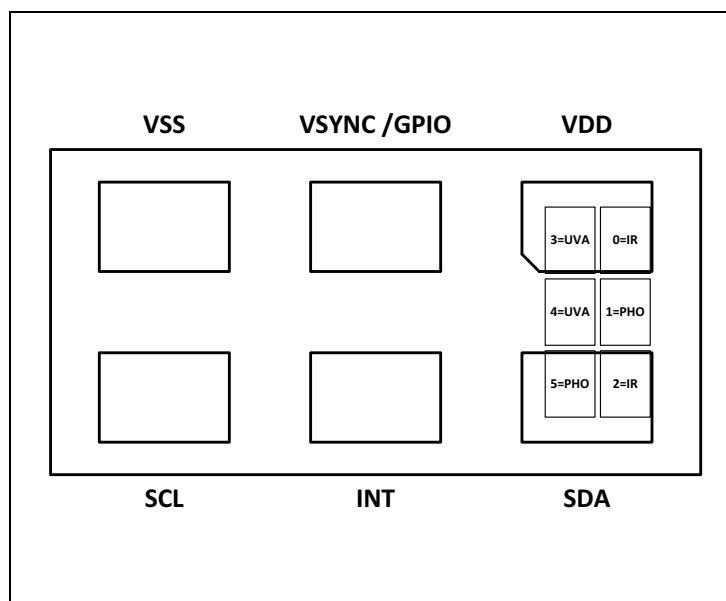 VSS VSYNC /GPIO VDD
3=UVA 0=IR
4=UVA 1=PHO
5=PHO 2=IR
SCL INT SDA